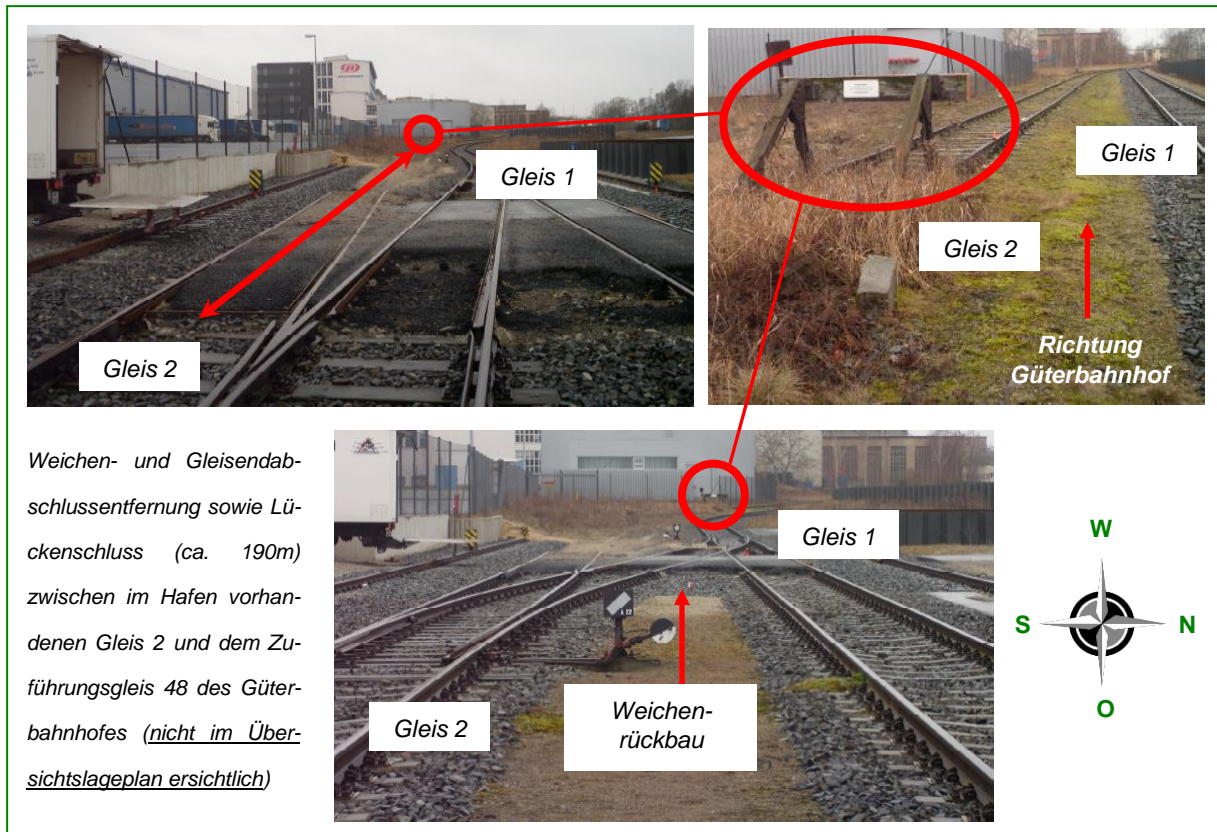 Gleis 1
Gleis 2
Gleis 1
Gleis 2
Richtung
Güterbahnhof
Weichen- und Gleisendab-
schlussentfernung sowie Lü-
ckenschluss (ca. 190m)
zwischen im Hafen vorhan-
denen Gleis 2 und dem Zu-
führungsgleis 48 des Güter-
bahnhofes (nicht im Über-
sichtslageplan ersichtlich)
Gleis 1
Gleis 2
Weichen-
rückbau
W
S
N
O